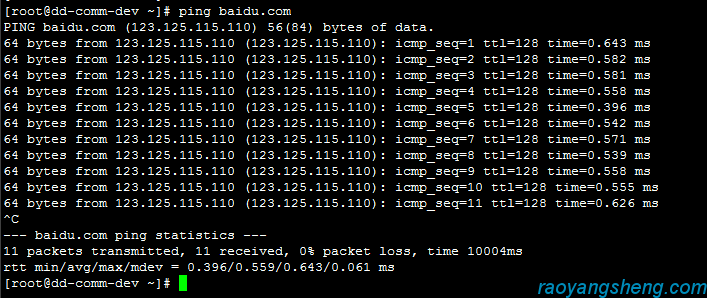 [root@dd-comm-dev ~]# ping baidu.com
PING baidu.com (123.125.115.110) 56(84) bytes of data.
64 bytes from 123.125.115.110 (123.125.115.110): icmp_seq=1 ttl=128 time=0.643 ms
64 bytes from 123.125.115.110 (123.125.115.110): icmp_seq=2 ttl=128 time=0.582 ms
64 bytes from 123.125.115.110 (123.125.115.110): icmp_seq=3 ttl=128 time=0.581 ms
64 bytes from 123.125.115.110 (123.125.115.110): icmp_seq=4 ttl=128 time=0.558 ms
64 bytes from 123.125.115.110 (123.125.115.110): icmp_seq=5 ttl=128 time=0.396 ms
64 bytes from 123.125.115.110 (123.125.115.110): icmp_seq=6 ttl=128 time=0.542 ms
64 bytes from 123.125.115.110 (123.125.115.110): icmp_seq=7 ttl=128 time=0.571 ms
64 bytes from 123.125.115.110 (123.125.115.110): icmp_seq=8 ttl=128 time=0.539 ms
64 bytes from 123.125.115.110 (123.125.115.110): icmp_seq=9 ttl=128 time=0.558 ms
64 bytes from 123.125.115.110 (123.125.115.110): icmp_seq=10 ttl=128 time=0.555 ms
64 bytes from 123.125.115.110 (123.125.115.110): icmp_seq=11 ttl=128 time=0.626 ms
^C
--- baidu.com ping statistics ---
11 packets transmitted, 11 received, 0% packet loss, time 10004ms
rtt min/avg/max/mdev = 0.396/0.559/0.643/0.061 ms
[root@dd-comm-dev ~]#
raoyangsheng.com